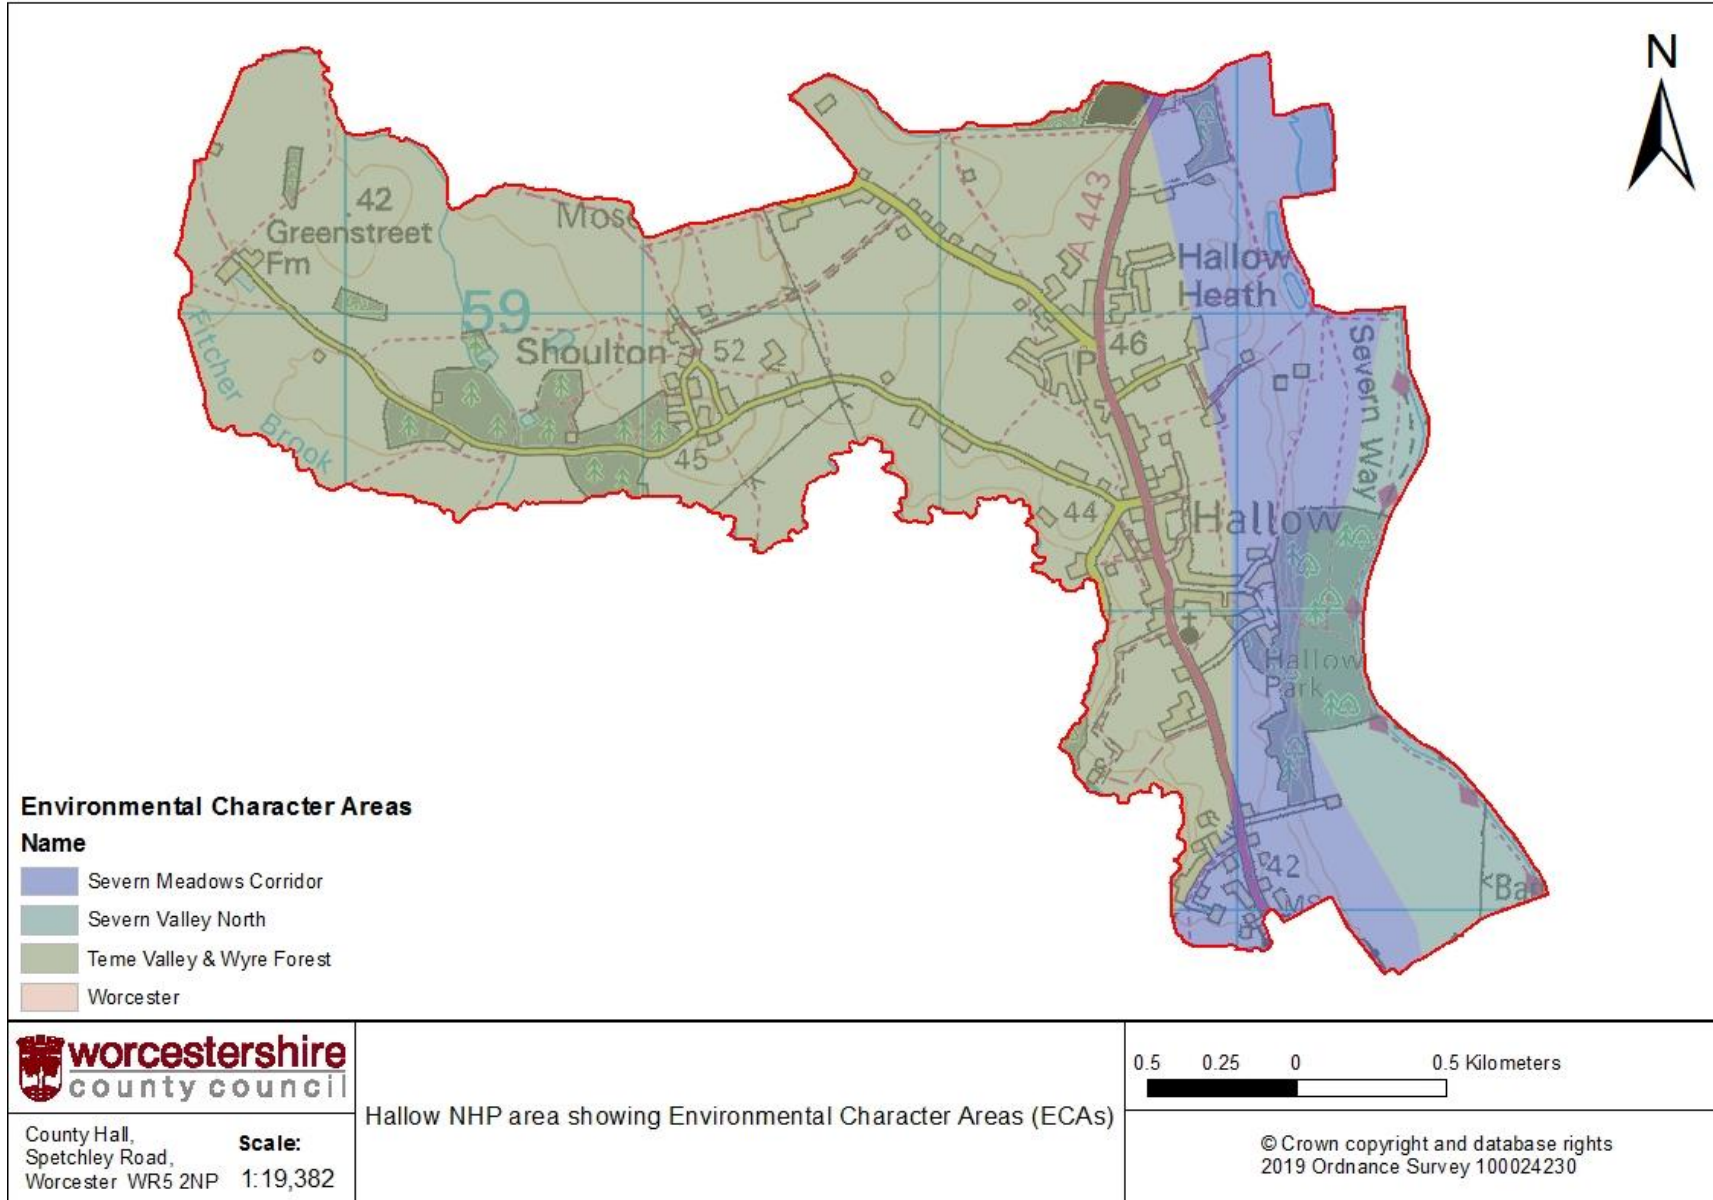 N
42
Greenstreet
Fm
59
A 443
Hallow
Heath
Fitcher
Brook
Shoulton
52
P
46
Severn Way
45
44
Hallow
Hallow
Park
42
MS
Environmental Character Areas
Name
Severn Meadows Corridor
Severn Valley North
Teme Valley & Wyre Forest
Worcester
worcestershire
county council
County Hall,
Spetchley Road,
Worcester WR5 2NP
Scale:
1:19,382
Hallow NHP area showing Environmental Character Areas (ECAs)
0.5 0.25 0 0.5 Kilometers
© Crown copyright and database rights
2019 Ordnance Survey 100024230